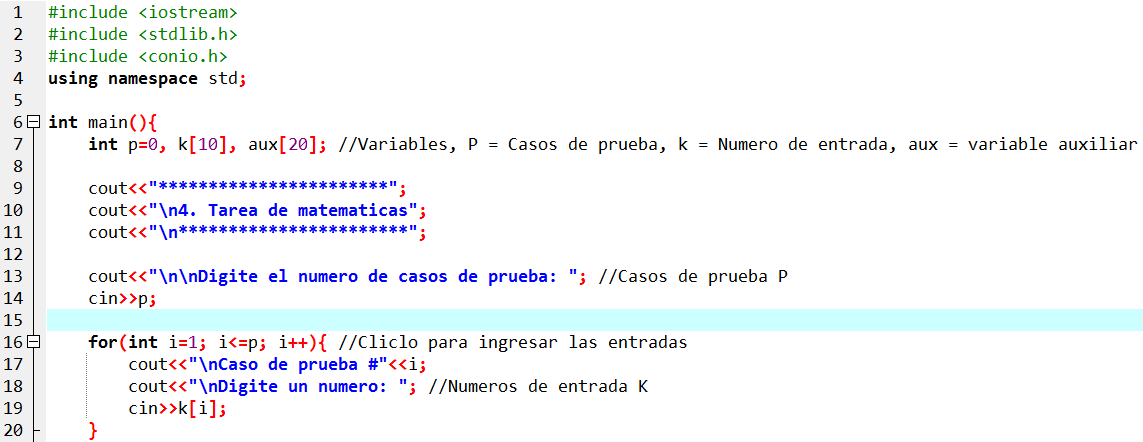 1 #include <iostream>
2 #include <stdlib.h>
3 #include <conio.h>
4 using namespace std;
5
6 int main(){
7 int p=0, k[10], aux[20]; //Variables, P = Casos de prueba, k = Numero de entrada, aux = variable auxiliar
8
9 cout<<"***********************";
10 cout<<"\n4. Tarea de matematicas";
11 cout<<"\n***********************";
12
13 cout<<"\n\nDigite el numero de casos de prueba: "; //Casos de prueba P
14 cin>>p;
15
16 for(int i=1; i<=p; i++){ //Cliclo para ingresar las entradas
17 cout<<"\nCaso de prueba #"<<i;
18 cout<<"\nDigite un numero: "; //Numeros de entrada K
19 cin>>k[i];
20 }